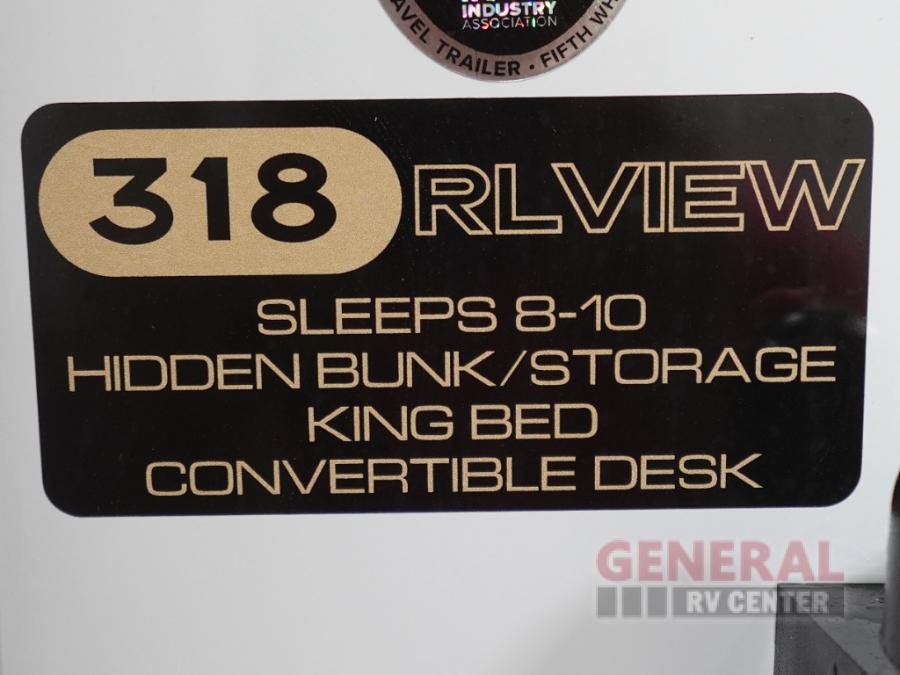 INDUSTRY
ASSOCIATION
TRAVEL TRAILER • FIFTH WH
318 RLVIEW
SLEEPS 8-10
HIDDEN BUNK/STORAGE
KING BED
CONVERTIBLE DESK
GENERAL
RV CENTER